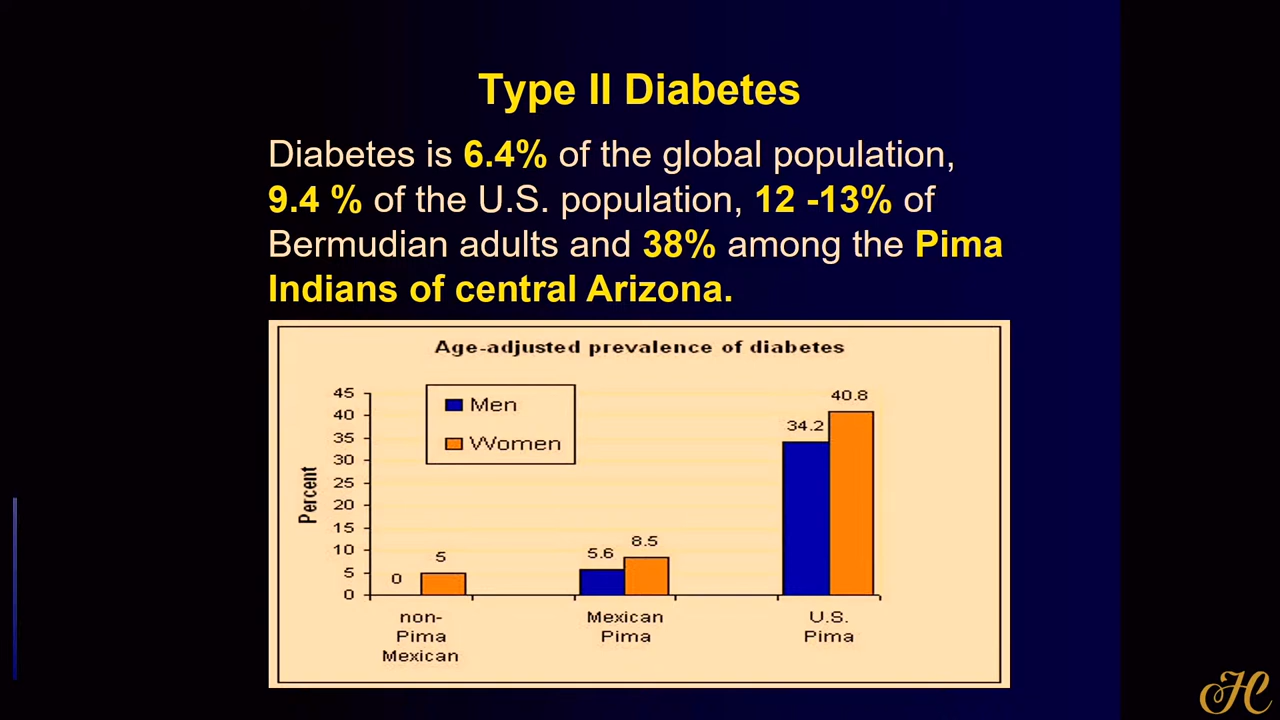 Type II Diabetes
Diabetes is 6.4% of the global population,
9.4 % of the U.S. population, 12 -13% of
Bermudian adults and 38% among the Pima
Indians of central Arizona.
Age-adjusted prevalence of diabetes
45
40
35
30
25
20
15
10
5
0
Percent
Men
Women
0
5
5.6
8.5
34.2
40.8
non-
Pima
Mexican
Mexican
Pima
U.S.
Pima
HC